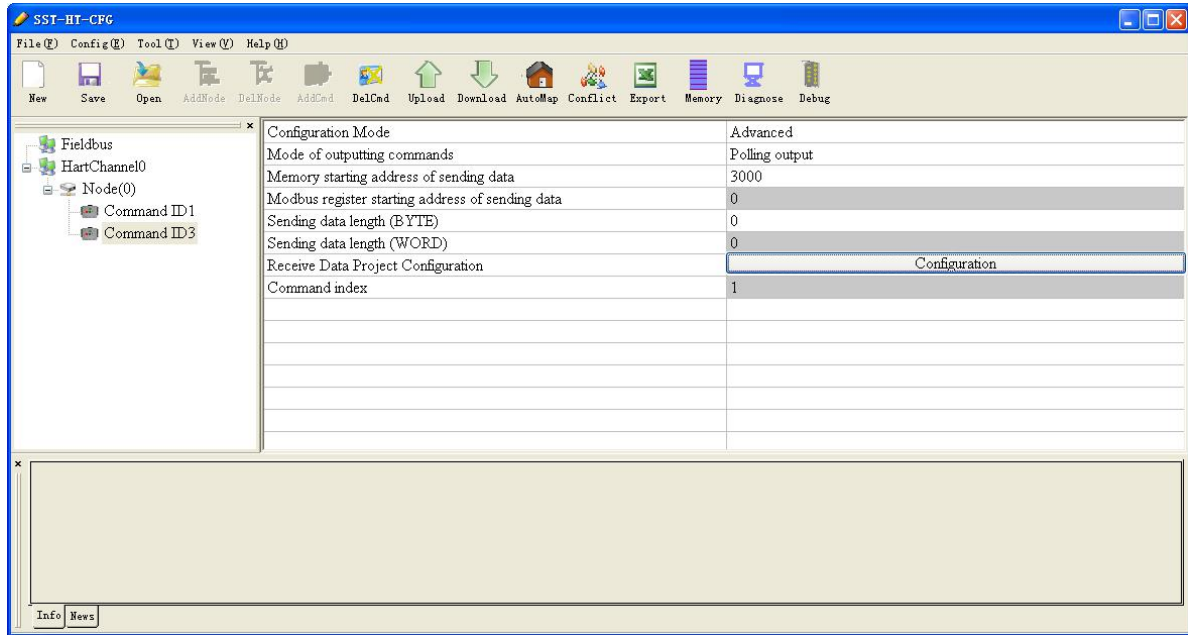 SST-HT-CFG
File(F) Config(E) Tool(T) View(V) Help(H)
New Save Open AddNode DelNode AddCmd DelCmd Upload Download AutoMap Conflict Export Memory Diagnose Debug
Fieldbus
HartChannel0
Node(0)
Command ID1
Command ID3
Configuration Mode Advanced
Mode of outputting commands Polling output
Memory starting address of sending data 3000
Modbus register starting address of sending data 0
Sending data length (BYTE) 0
Sending data length (WORD) 0
Receive Data Project Configuration Configuration
Command index 1
Info News